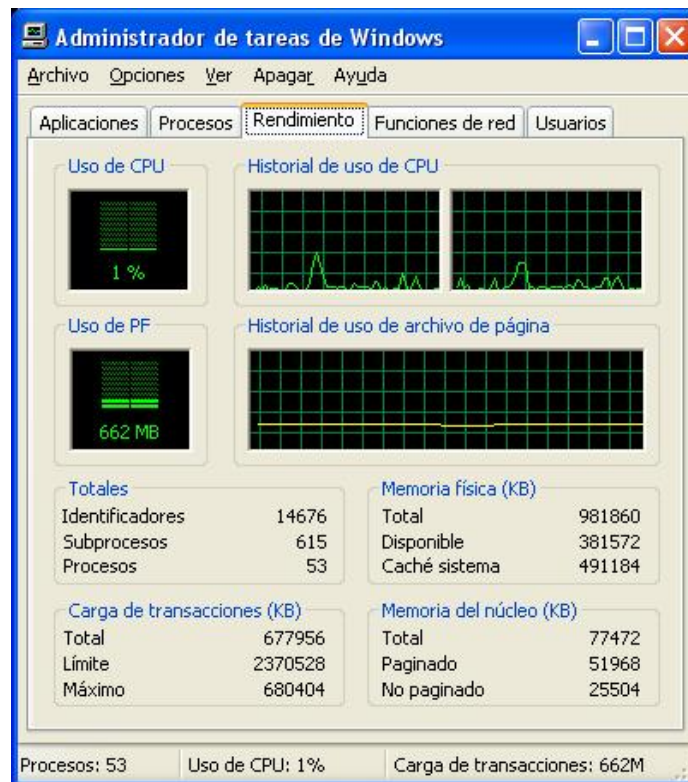 Administrador de tareas de Windows
Archivo Opciones Ver Apagar Ayuda
Aplicaciones Procesos Rendimiento Funciones de red Usuarios
Uso de CPU Historial de uso de CPU
1 %
Uso de PF Historial de uso de archivo de página
662 MB
Totales
Identificadores 14676
Subprocesos 615
Procesos 53
Memoria física (KB)
Total 981860
Disponible 381572
Caché sistema 491184
Carga de transacciones (KB)
Total 677956
Límite 2370528
Máximo 680404
Memoria del núcleo (KB)
Total 77472
Paginado 51968
No paginado 25504
Procesos: 53 Uso de CPU: 1% Carga de transacciones: 662M